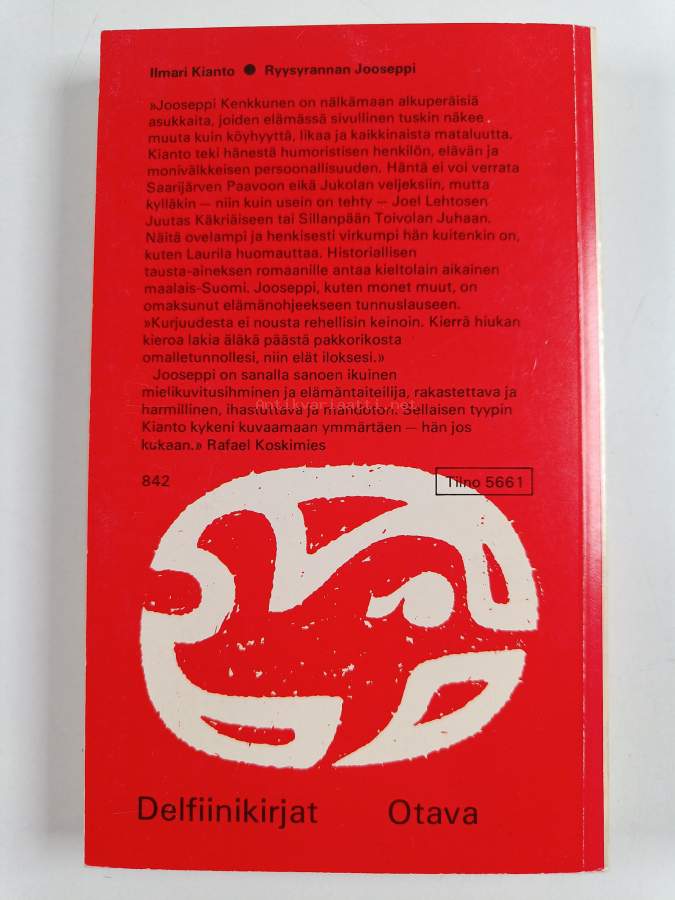 Ilmari Kianto ● Ryysyrannan Jooseppi
»Jooseppi Kenkkunen on nälkämaan alkuperäisiä
asukkaita, joiden elämässä sivullinen tuskin näkee
muuta kuin köyhyyttä, likaa ja kaikkinaista mataluutta.
Kianto teki hänestä humoristisen henkilön, elävän ja
monivälkkeisen persoonallisuuden. Häntä ei voi verrata
Saarijärven Paavoon eikä Jukolan veljeksiin, mutta
kylläkin — niin kuin usein on tehty — Joel Lehtosen
Juutas Käkriäiseen tai Sillanpään Toivolan Juhaan.
Näitä ovelampi ja henkisesti virkumpi hän kuitenkin on,
kuten Laurila huomauttaa. Historiallisen
tausta-aineksen romaanille antaa kieltolain aikainen
maalais-Suomi. Jooseppi, kuten monet muut, on
omaksunut elämänohjeekseen tunnuslauseen.
»Kurjuudesta ei nousta rehellisin keinoin. Kierrä hiukan
kieroa lakia äläkä päästä pakkorikosta
omalletunnollesi, niin elät iloksesi.»
Jooseppi on sanalla sanoen ikuinen
mielikuvitusihminen ja elämäntaiteilija, rakastettava ja
Antikvariaatti.net
harmillinen, ihastuttava ja mahdoton. Sellaisen tyypin
Kianto kykeni kuvaamaan ymmärtäen — hän jos
kukaan.» Rafael Koskimies
842
Tilno 5661
Delfiinikirjat Otava